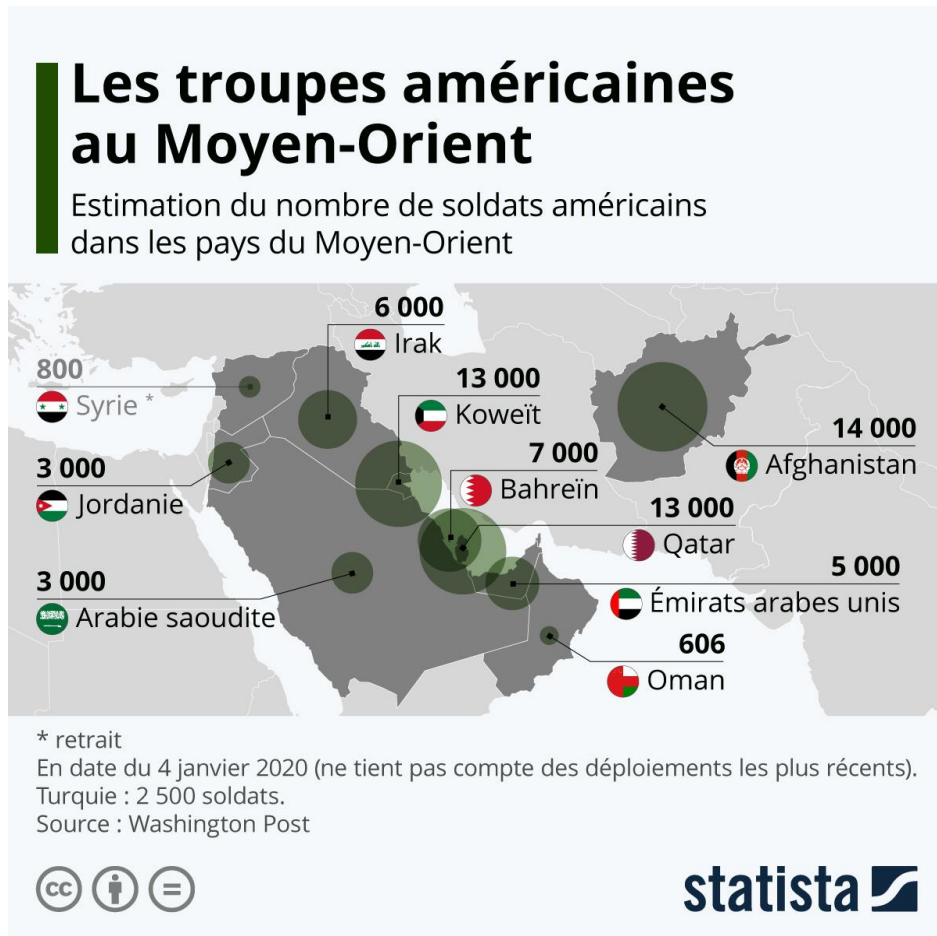 Les troupes américaines
au Moyen-Orient
Estimation du nombre de soldats américains
dans les pays du Moyen-Orient
6 000
Irak
800
Syrie *
13 000
Koweït
14 000
Afghanistan
3 000
Jordanie
7 000
Bahreïn
13 000
Qatar
3 000
Arabie saoudite
5 000
Émirats arabes unis
606
Oman
* retrait
En date du 4 janvier 2020 (ne tient pas compte des déploiements les plus récents).
Turquie : 2 500 soldats.
Source : Washington Post
cc
statista